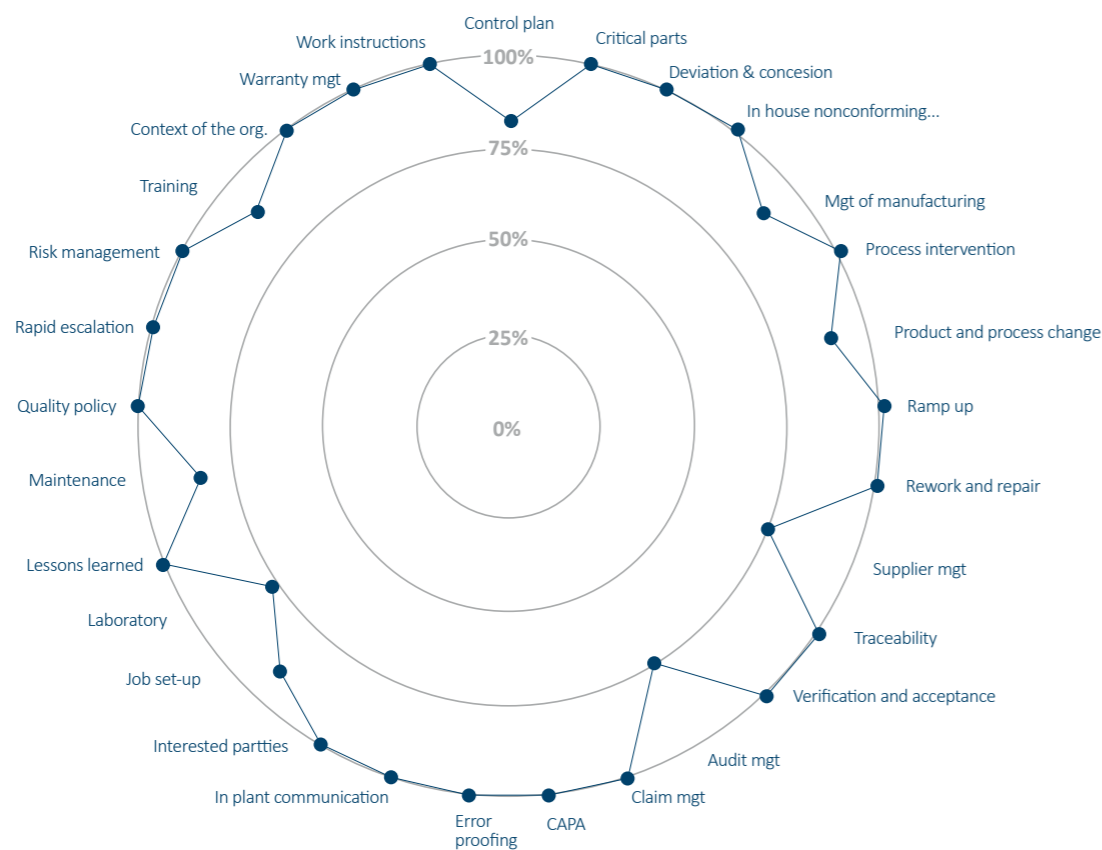 Control plan
Critical parts
Deviation & concesion
In house nonconforming...
Mgt of manufacturing
Process intervention
Product and process change
Ramp up
Rework and repair
Supplier mgt
Traceability
Verification and acceptance
Audit mgt
Claim mgt
CAPA
Error
proofing
In plant communication
Interested partties
Job set-up
Laboratory
Lessons learned
Maintenance
Quality policy
Rapid escalation
Risk management
Training
Context of the org.
Warranty mgt
Work instructions
100%
75%
50%
25%
0%